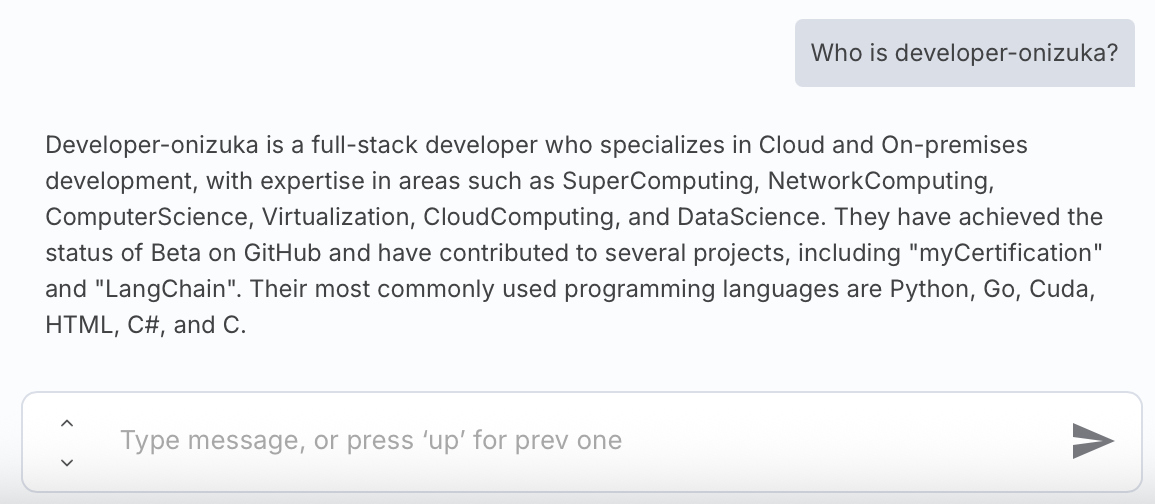 Who is developer-onizuka?
Developer-onizuka is a full-stack developer who specializes in Cloud and On-premises
development, with expertise in areas such as SuperComputing, NetworkComputing,
ComputerScience, Virtualization, CloudComputing, and DataScience. They have achieved the
status of Beta on GitHub and have contributed to several projects, including "myCertification"
and "LangChain". Their most commonly used programming languages are Python, Go, Cuda,
HTML, C#, and C.
Type message, or press ‘up’ for prev one